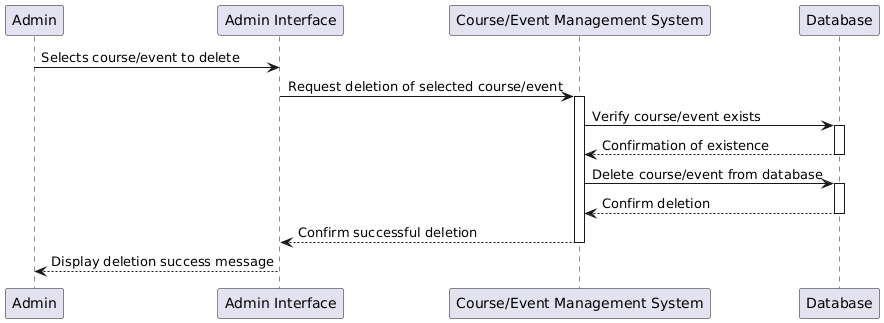 Admin
Admin Interface
Course/Event Management System
Database
Selects course/event to delete
Request deletion of selected course/event
Verify course/event exists
Confirmation of existence
Delete course/event from database
Confirm deletion
Confirm successful deletion
Display deletion success message
Admin
Admin Interface
Course/Event Management System
Database